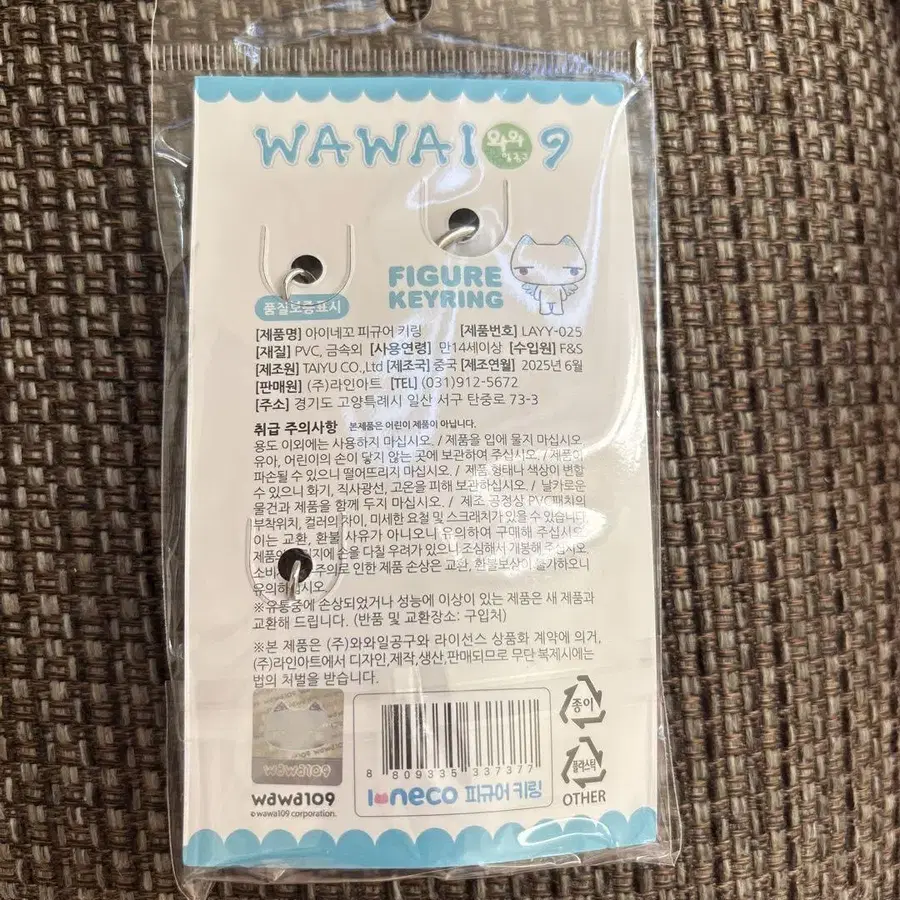 WAWA109
와와
일공구
FIGURE
KEYRING
품질보증표시
[제품명] 아이네꼬 피규어 키링 [제품번호] LAYY-025
[재질] PVC, 금속외 [사용연령] 만14세이상 [수입원] F&S
[제조원] TAIYU CO.,Ltd [제조국] 중국 [제조연월] 2025년 6월
[판매원] (주)라인아트 [TEL] (031)912-5672
[주소] 경기도 고양특례시 일산 서구 탄중로 73-3
취급 주의사항 본제품은 어린이 제품이 아닙니다.
용도 이외에는 사용하지 마십시오. / 제품을 입에 물지 마십시오
유아, 어린이의 손이 닿지 않는 곳에 보관하여 주십시오. / 제품이
파손될 수 있으니 떨어뜨리지 마십시오. / 제품 형태나 색상이 변할
수 있으니 화기, 직사광선, 고온을 피해 보관하십시오. / 날카로운
물건과 제품을 함께 두지 마십시오. / 제조 공정상 PVC패치의
부착위치, 컬러의 차이, 미세한 요철 및 스크래치가 있을 수 있습니다.
이는 교환, 환불 사유가 아니오니 유의하여 구매해 주십시오.
제품의 지에 손을 다칠 우려가 있으니 조심해서 개봉해 주십시오.
소비 주의로 인한 제품 손상은 교환, 환불보상이 불가하오니
유의하십시오
※유통중에 손상되었거나 성능에 이상이 있는 제품은 새 제품과
교환해 드립니다. (반품 및 교환장소: 구입처)
※본 제품은 (주)와와일공구와 라이선스 상품화 계약에 의거,
(주)라인아트에서 디자인,제작,생산,판매되므로 무단 복제시에는
법의 처벌을 받습니다.
wawa109
wawa109
©wawa109 corporation.
8 809335 337377
ineco 피규어 키링
종이
플라스틱
OTHER